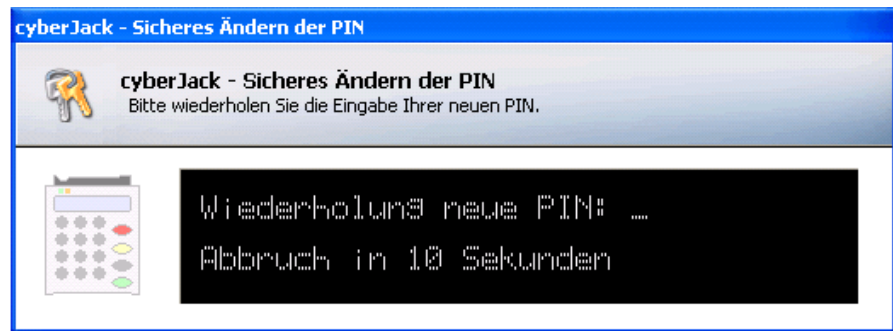 cyberJack - Sicheres Ändern der PIN
cyberJack - Sicheres Ändern der PIN
Bitte wiederholen Sie die Eingabe Ihrer neuen PIN.
Wiederholung neue PIN: _
Abbruch in 10 Sekunden